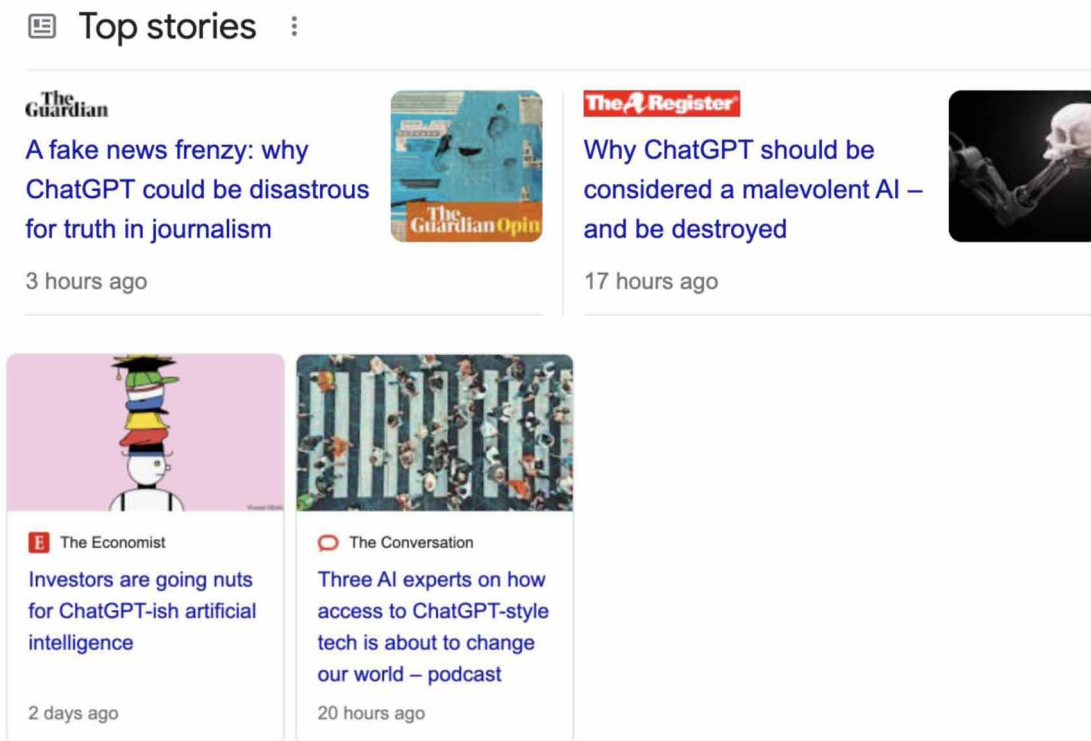 Top stories
The
Guardian
A fake news frenzy: why
ChatGPT could be disastrous
for truth in journalism
The
Guardian Opin
3 hours ago
The A Register
Why ChatGPT should be
considered a malevolent AI –
and be destroyed
17 hours ago
E The Economist
Investors are going nuts
for ChatGPT-ish artificial
intelligence
2 days ago
The Conversation
Three AI experts on how
access to ChatGPT-style
tech is about to change
our world – podcast
20 hours ago